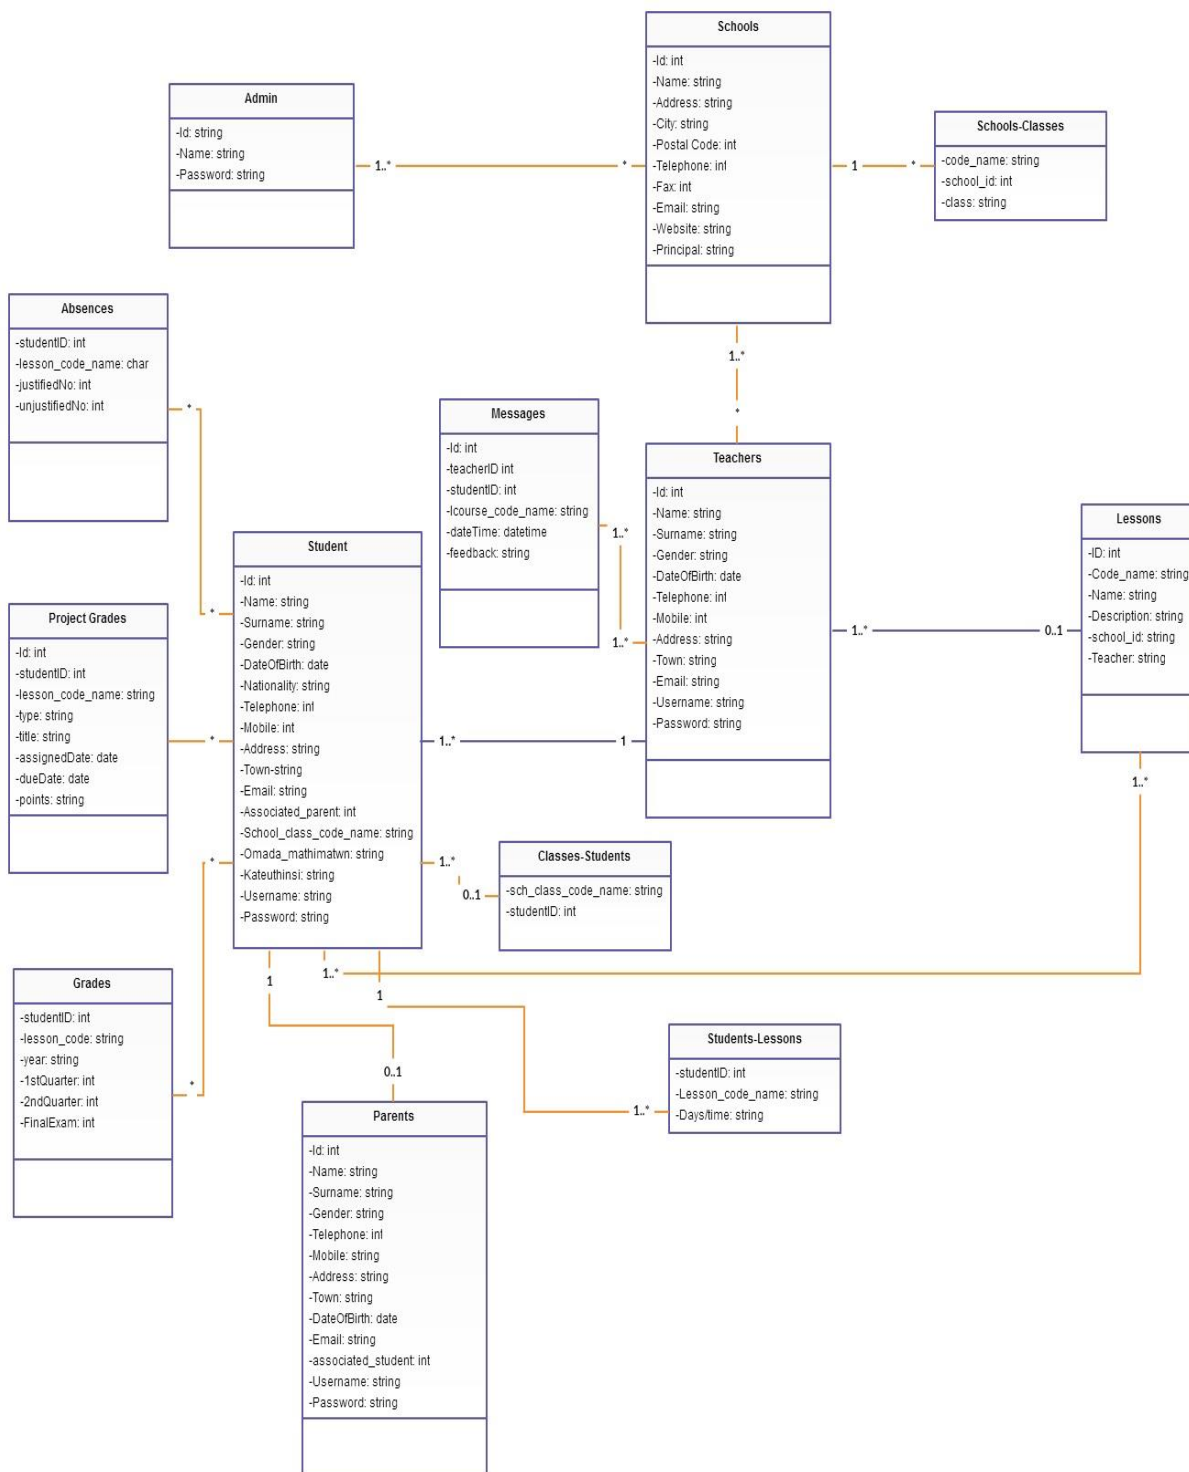 Schools
-Id: int
-Name: string
-Address: string
-City: string
-Postal Code: int
-Telephone: int
-Fax: int
-Email: string
-Website: string
-Principal: string
Admin
-Id: string
-Name: string
-Password: string
1..*
*
1
*
Schools-Classes
-code_name: string
-school_id: int
-class: string
1..*
*
Absences
-studentID: int
-lesson_code_name: char
-justifiedNo: int
-unjustifiedNo: int
*
*
Messages
-Id: int
-teacherID int
-studentID: int
-lcourse_code_name: string
-dateTime: datetime
-feedback: string
1..*
1..*
Teachers
-Id: int
-Name: string
-Surname: string
-Gender: string
-DateOfBirth: date
-Telephone: int
-Mobile: int
-Address: string
-Town: string
-Email: string
-Username: string
-Password: string
1..*
0..1
Lessons
-ID: int
-Code_name: string
-Name: string
-Description: string
-school_id: string
-Teacher: string
1..*
Student
-Id: int
-Name: string
-Surname: string
-Gender: string
-DateOfBirth: date
-Nationality: string
-Telephone: int
-Mobile: int
-Address: string
-Town-string
-Email: string
-Associated_parent: int
-School_class_code_name: string
-Omada_mathimatwn: string
-Kateuthinsi: string
-Username: string
-Password: string
1..*
1
Project Grades
-Id: int
-studentID: int
-lesson_code_name: string
-type: string
-title: string
-assignedDate: date
-dueDate: date
-points: string
*
*
1..*
0..1
Classes-Students
-sch_class_code_name: string
-studentID: int
Grades
-studentID: int
-lesson_code: string
-year: string
-1stQuarter: int
-2ndQuarter: int
-FinalExam: int
*
1
1..*
1
0..1
1..*
Students-Lessons
-studentID: int
-Lesson_code_name: string
-Days/time: string
Parents
-Id: int
-Name: string
-Surname: string
-Gender: string
-Telephone: int
-Mobile: string
-Address: string
-Town: string
-DateOfBirth: date
-Email: string
-associated_student: int
-Username: string
-Password: string